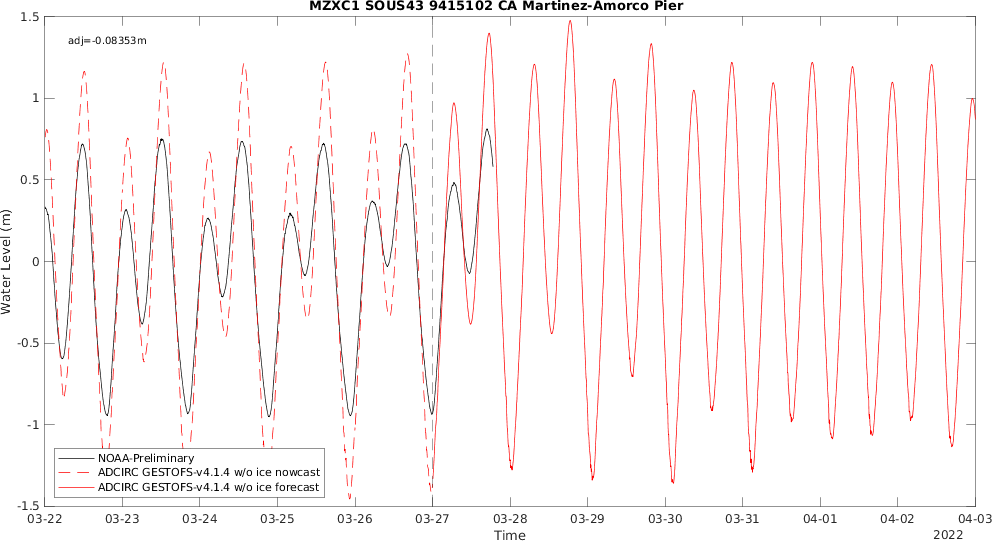 MZXC1 SOUS43 9415102 CA Martinez-Amorco Pier
adj=-0.08353m
1.5
1
0.5
0
-0.5
-1
-1.5
Water Level (m)
NOAA-Preliminary
ADCIRC GESTOFS-v4.1.4 w/o ice nowcast
ADCIRC GESTOFS-v4.1.4 w/o ice forecast
03-22 03-23 03-24 03-25 03-26 03-27 03-28 03-29 03-30 03-31 04-01 04-02 04-03
Time
2022